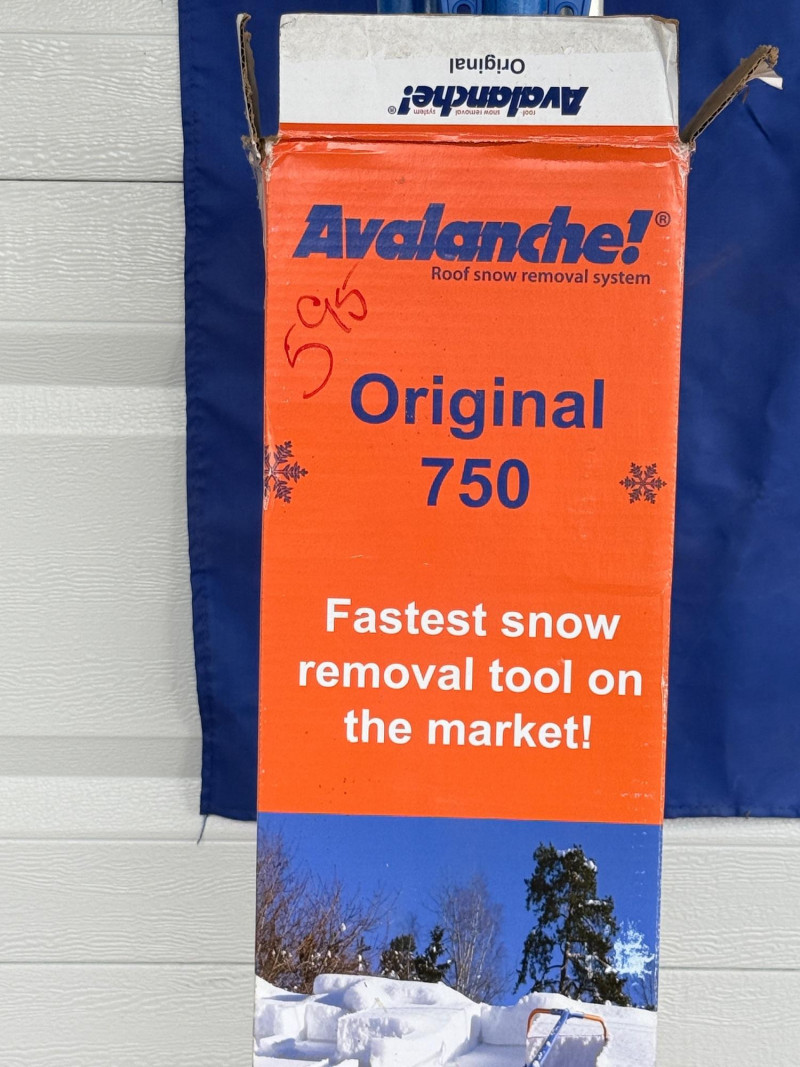 Original
Avalanche!®
roof- snow removal system
Avalanche!®
Roof snow removal system
595
Original
750
Fastest snow
removal tool on
the market!